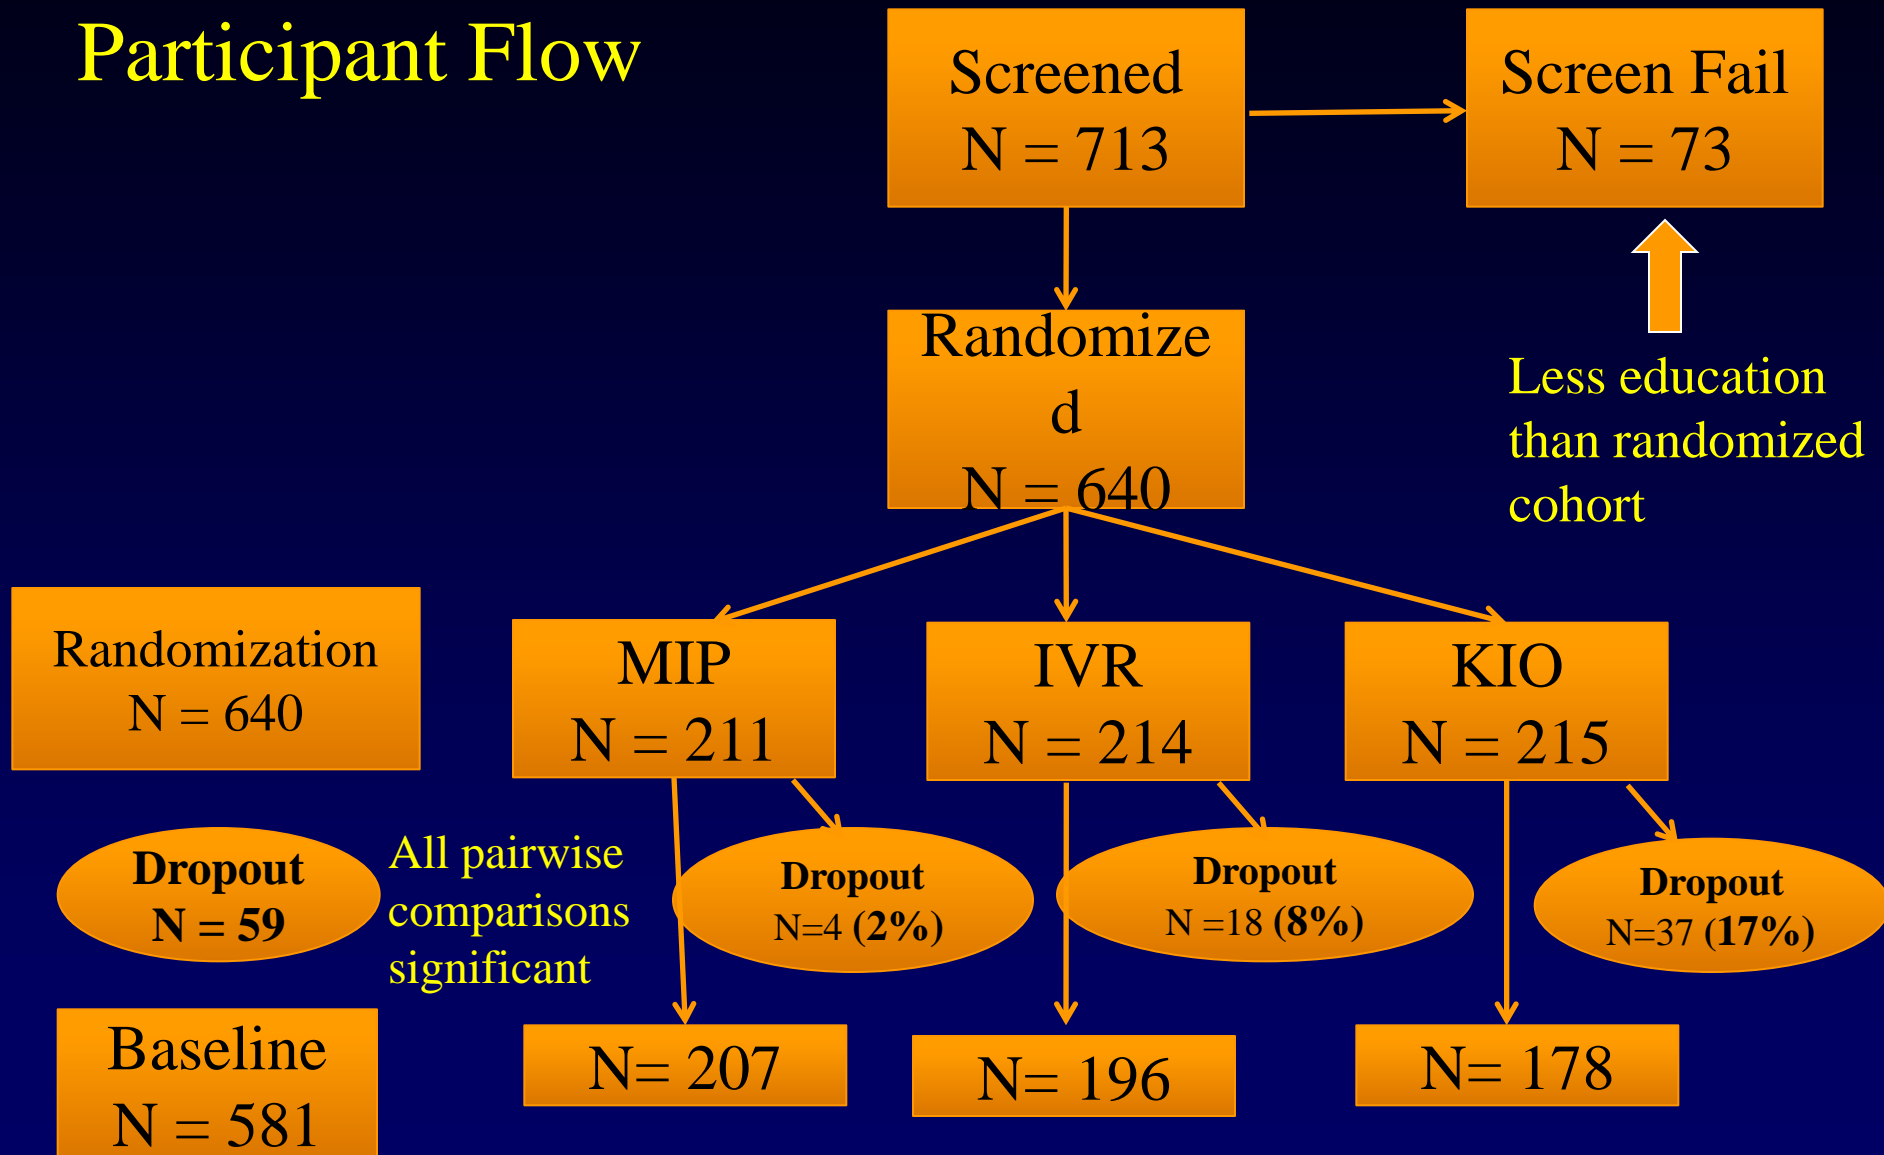 Participant Flow
Screened
N = 713
Screen Fail
N = 73
Randomize
d
N = 640
Less education
than randomized
cohort
Randomization
N = 640
MIP
N = 211
IVR
N = 214
KIO
N = 215
Dropout
N = 59
All pairwise
comparisons
significant
Dropout
N=4 (2%)
Dropout
N =18 (8%)
Dropout
N=37 (17%)
Baseline
N = 581
N= 207
N= 196
N= 178